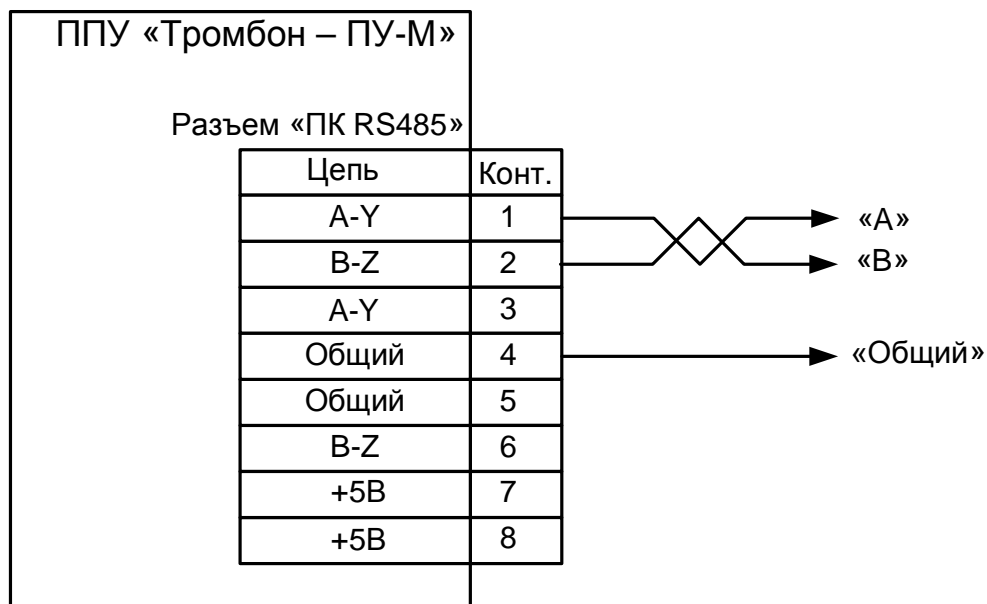 ППУ «Тромбон – ПУ-М»
Разъем «ПК RS485»
Цепь Конт.
A-Y 1 «А»
B-Z 2 «В»
A-Y 3
Общий 4 «Общий»
Общий 5
B-Z 6
+5В 7
+5В 8